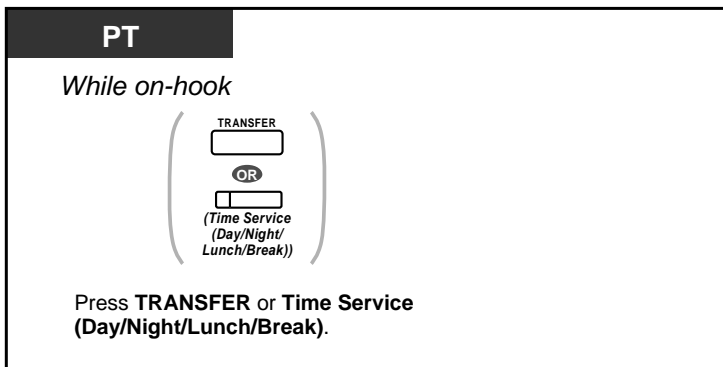 PT
While on-hook
TRANSFER
OR
(Time Service
(Day/Night/
Lunch/Break))
Press TRANSFER or Time Service
(Day/Night/Lunch/Break).